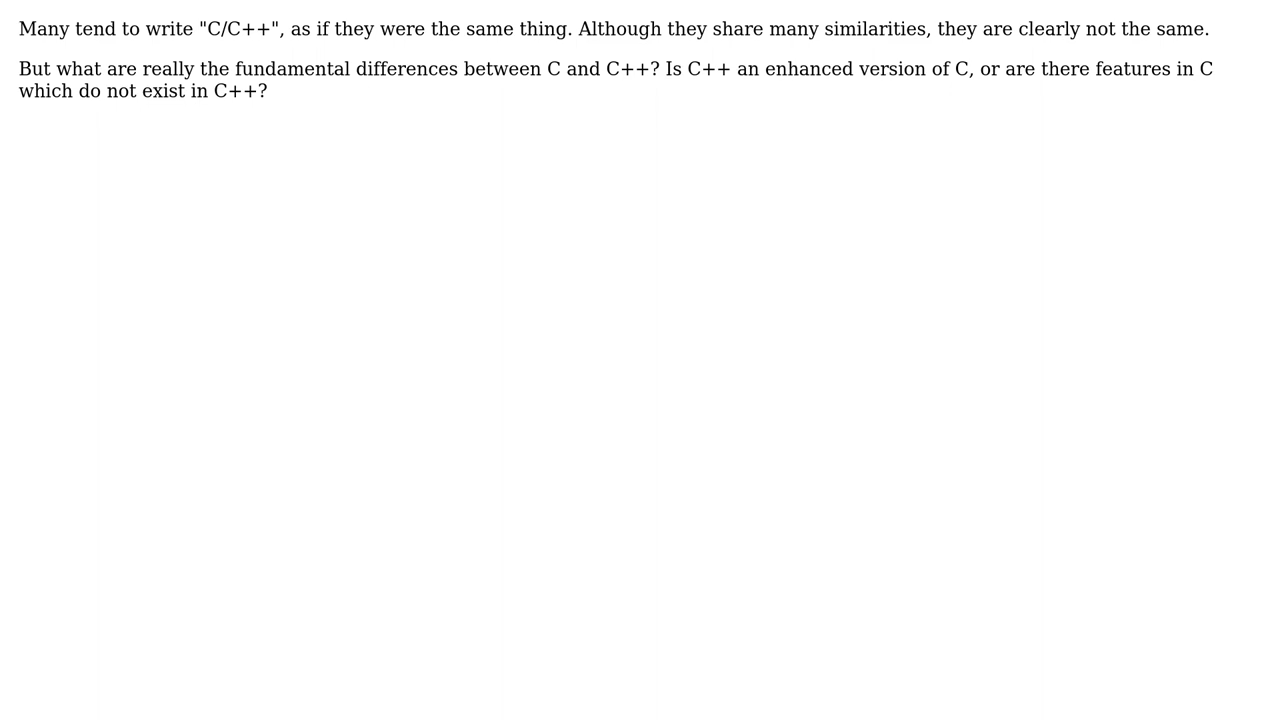 Many tend to write "C/C++", as if they were the same thing. Although they share many similarities, they are clearly not the same.
But what are really the fundamental differences between C and C++? Is C++ an enhanced version of C, or are there features in C
which do not exist in C++?